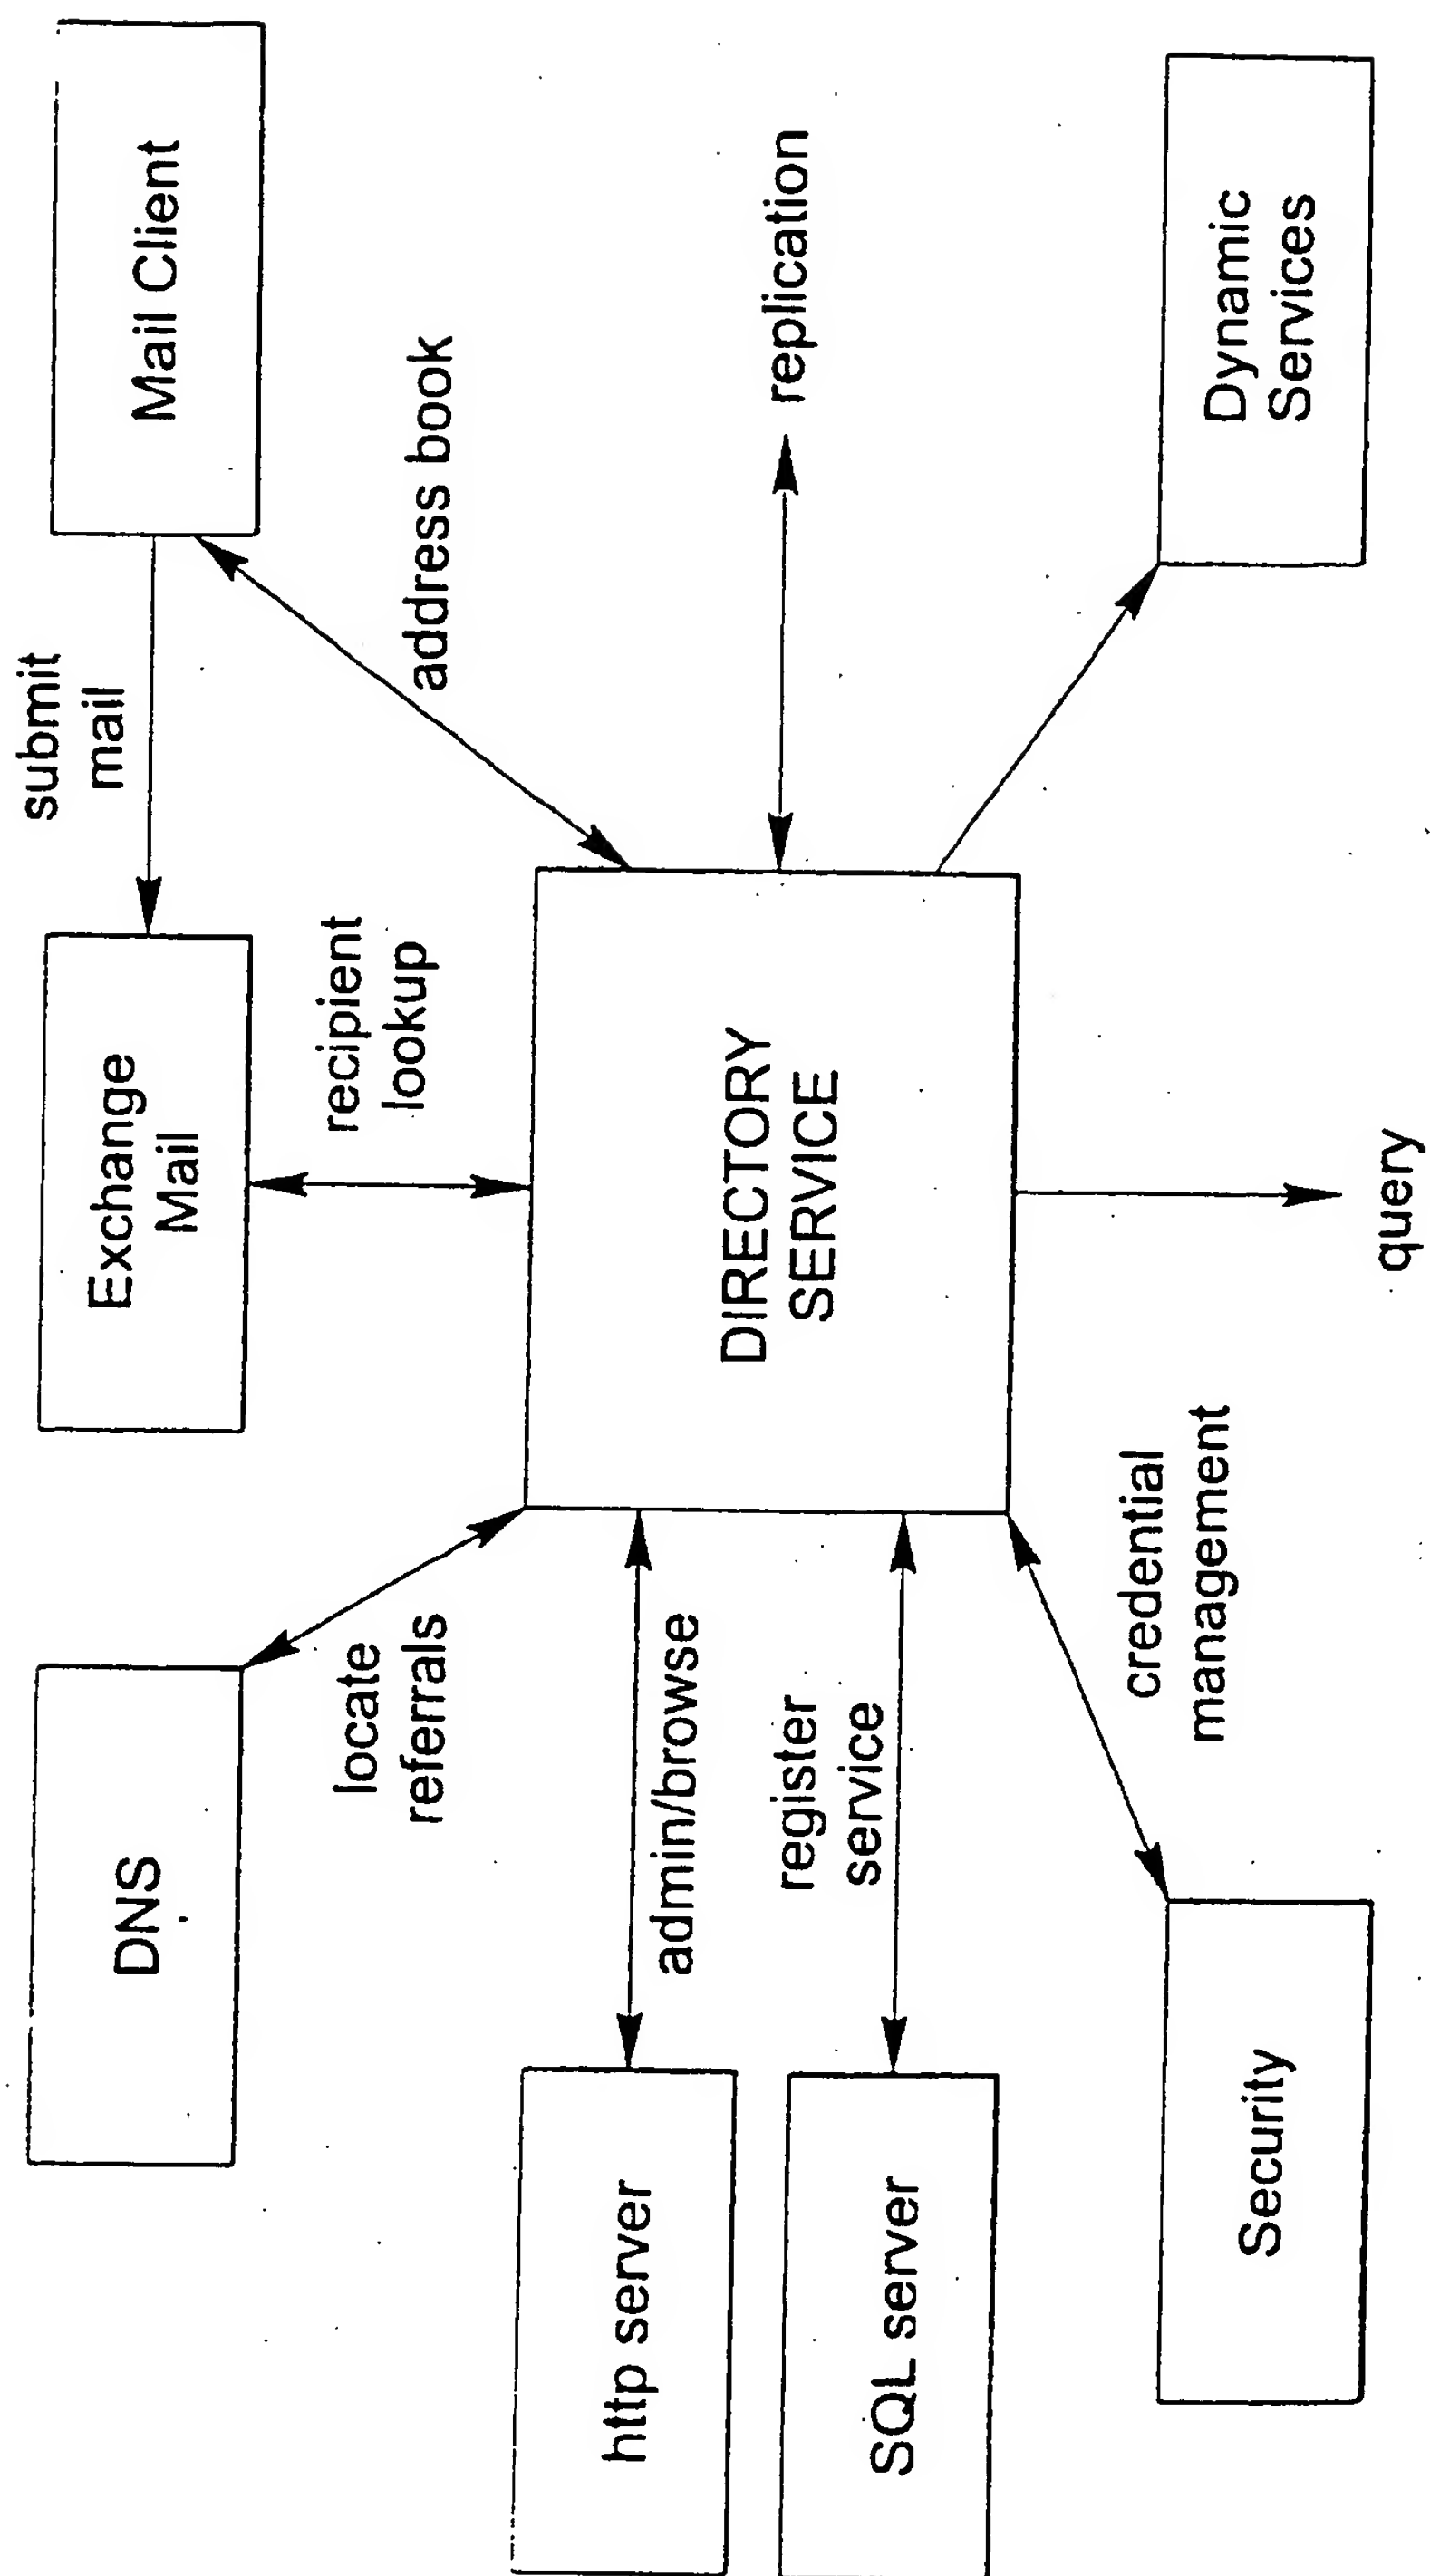 DNS
Exchange
Mail
submit
mail
Mail Client
locate
referrals
recipient
lookup
address book
http server
admin/browse
DIRECTORY
SERVICE
replication
SQL server
register
service
Security
credential
management
query
Dynamic
Services